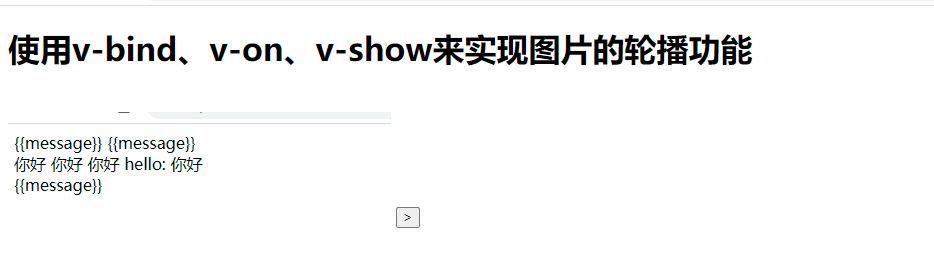 使用v-bind、v-on、v-show来实现图片的轮播功能
{{message}} {{message}}
你好 你好 你好 hello: 你好
{{message}}
>